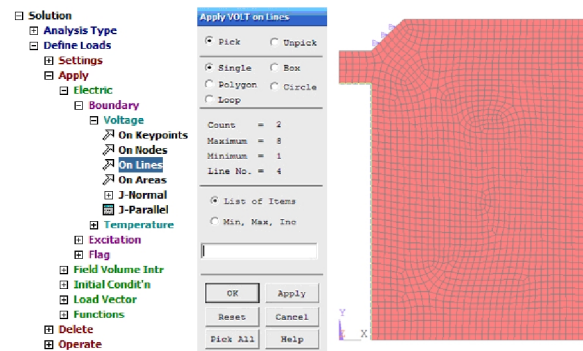 Solution
Analysis Type
Define Loads
Settings
Apply
Electric
Boundary
Voltage
On Keypoints
On Nodes
On Lines
On Areas
J-Normal
J-Parallel
Temperature
Excitation
Flag
Field Volume Intr
Initial Condit'n
Load Vector
Functions
Delete
Operate
Apply VOLT on Lines
Pick Unpick
Single Box
Polygon Circle
Loop
Count = 2
Maximum = 8
Minimum = 1
Line No. = 4
List of Items
Min, Max, Inc
OK Apply
Reset Cancel
Pick All Help
Y
X